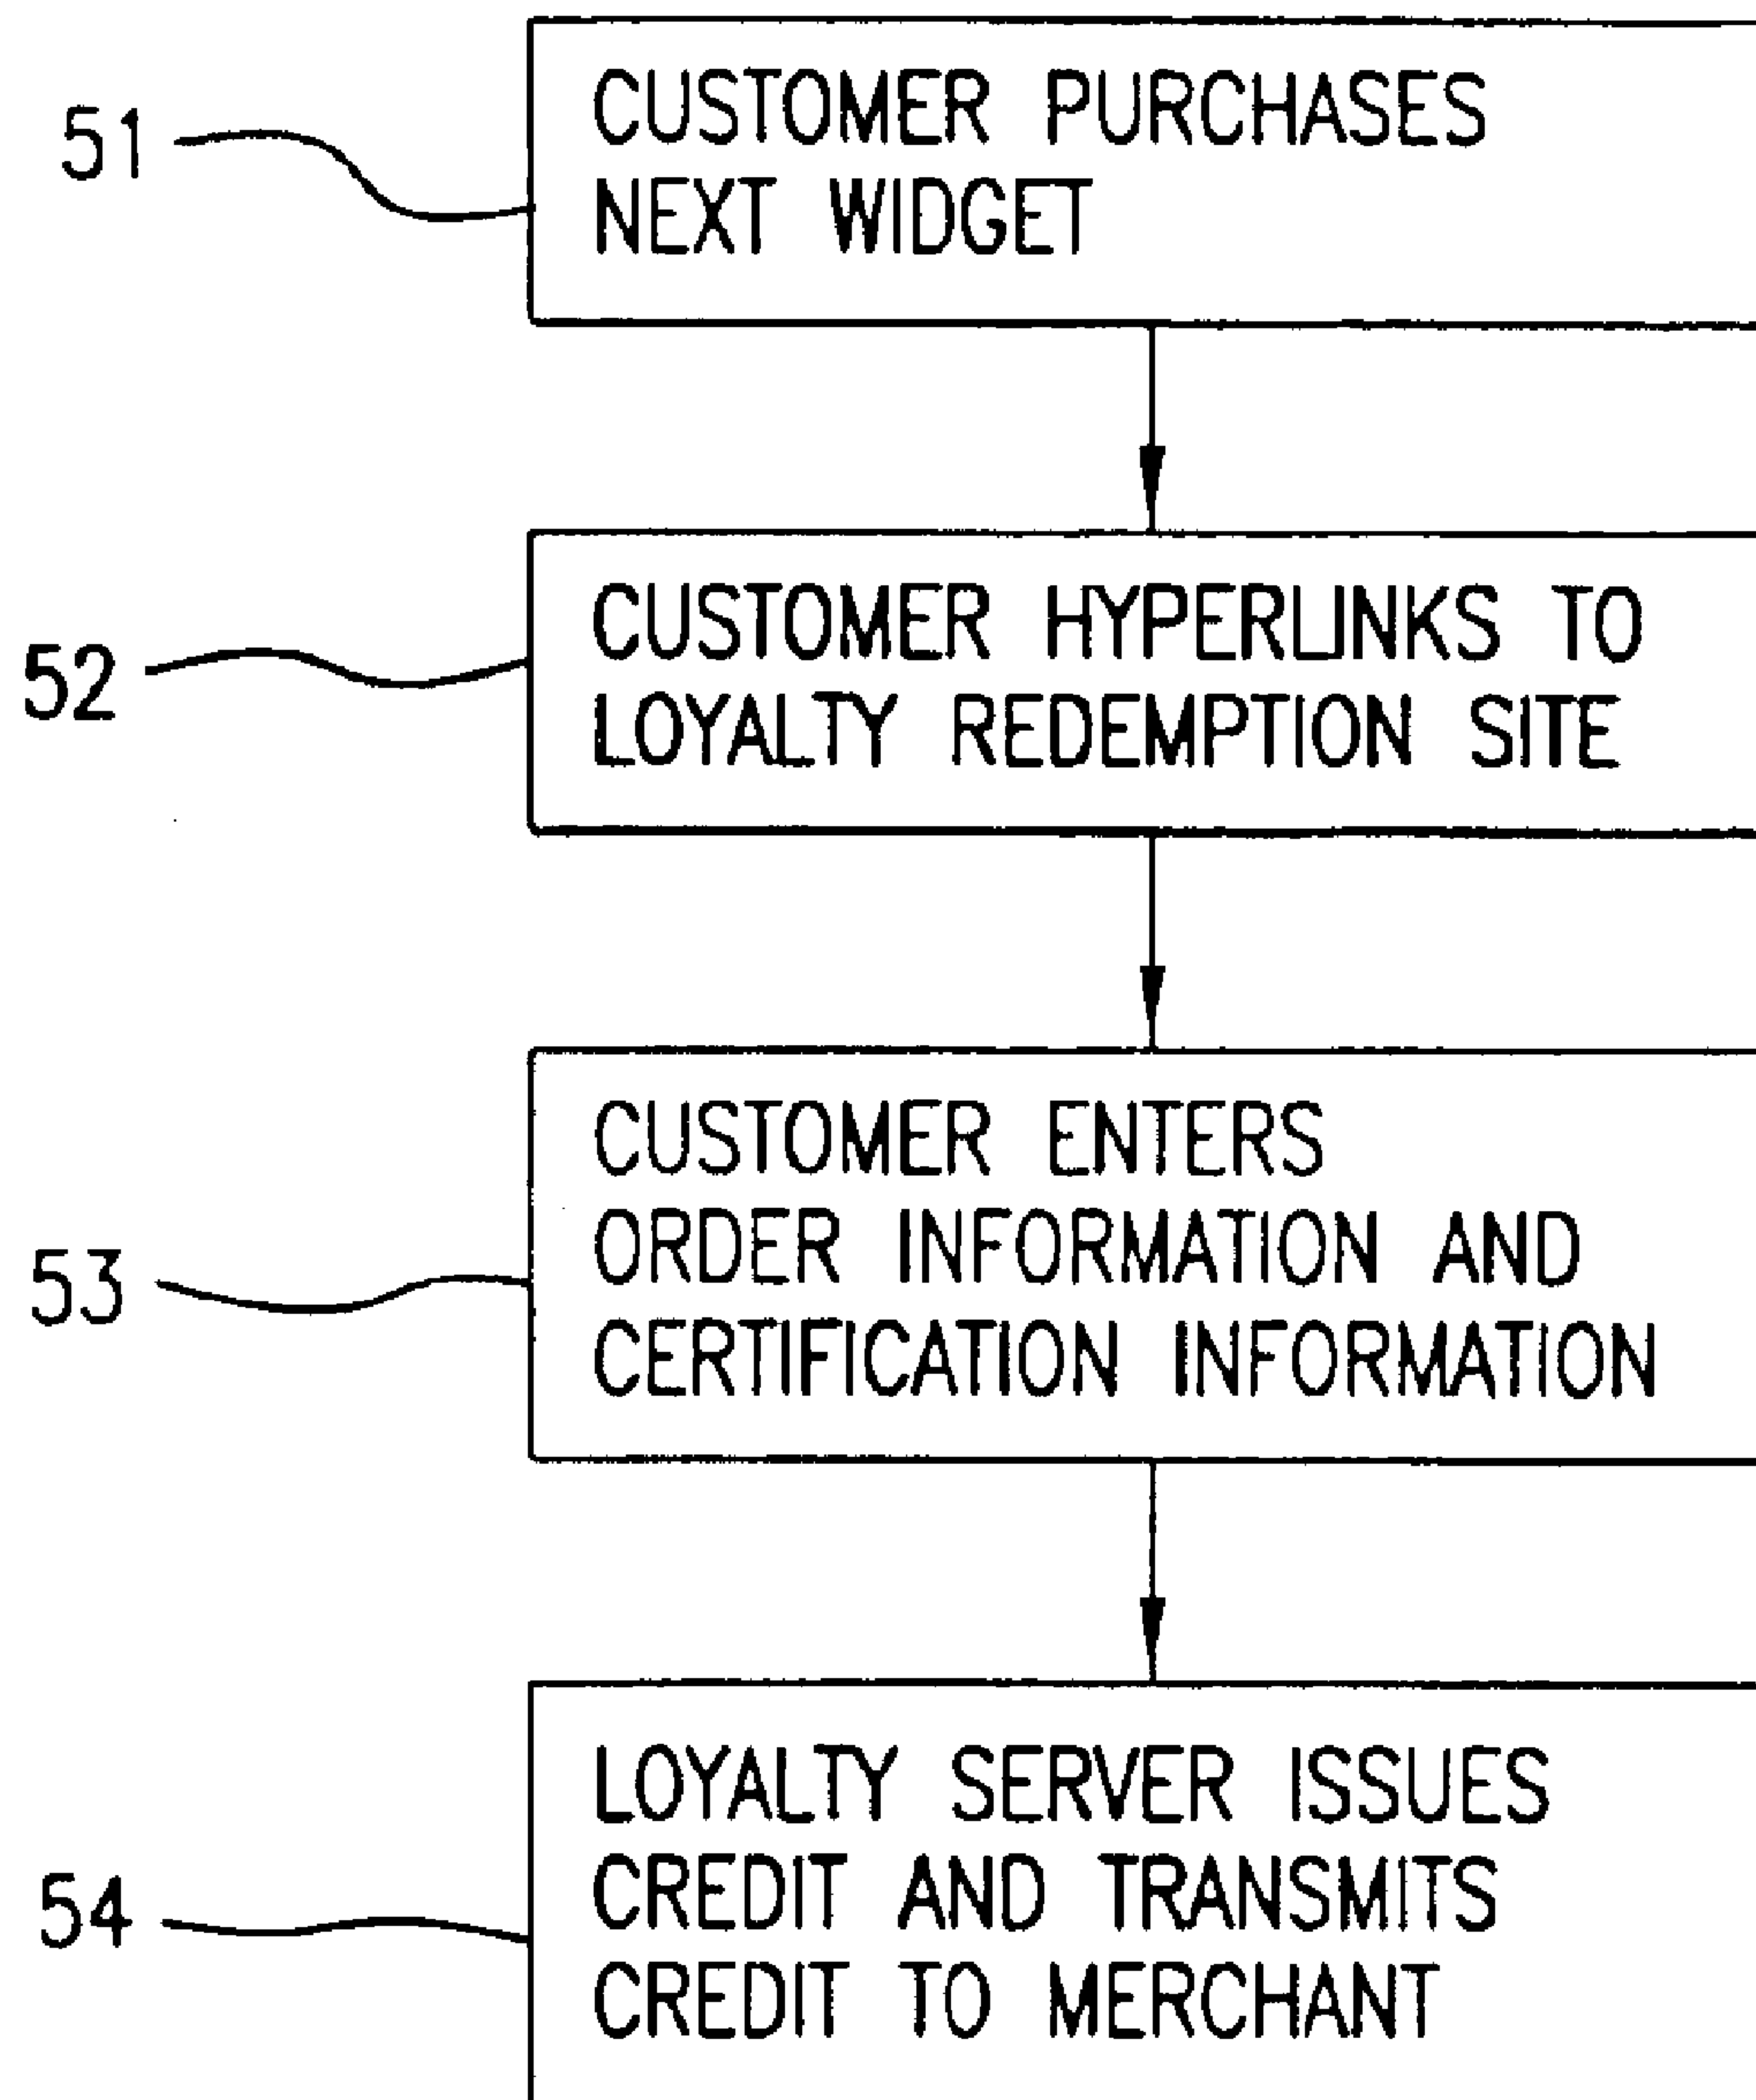 51
CUSTOMER PURCHASES
NEXT WIDGET
52
CUSTOMER HYPERLINKS TO
LOYALTY REDEMPTION SITE
53
CUSTOMER ENTERS
ORDER INFORMATION AND
CERTIFICATION INFORMATION
54
LOYALTY SERVER ISSUES
CREDIT AND TRANSMITS
CREDIT TO MERCHANT